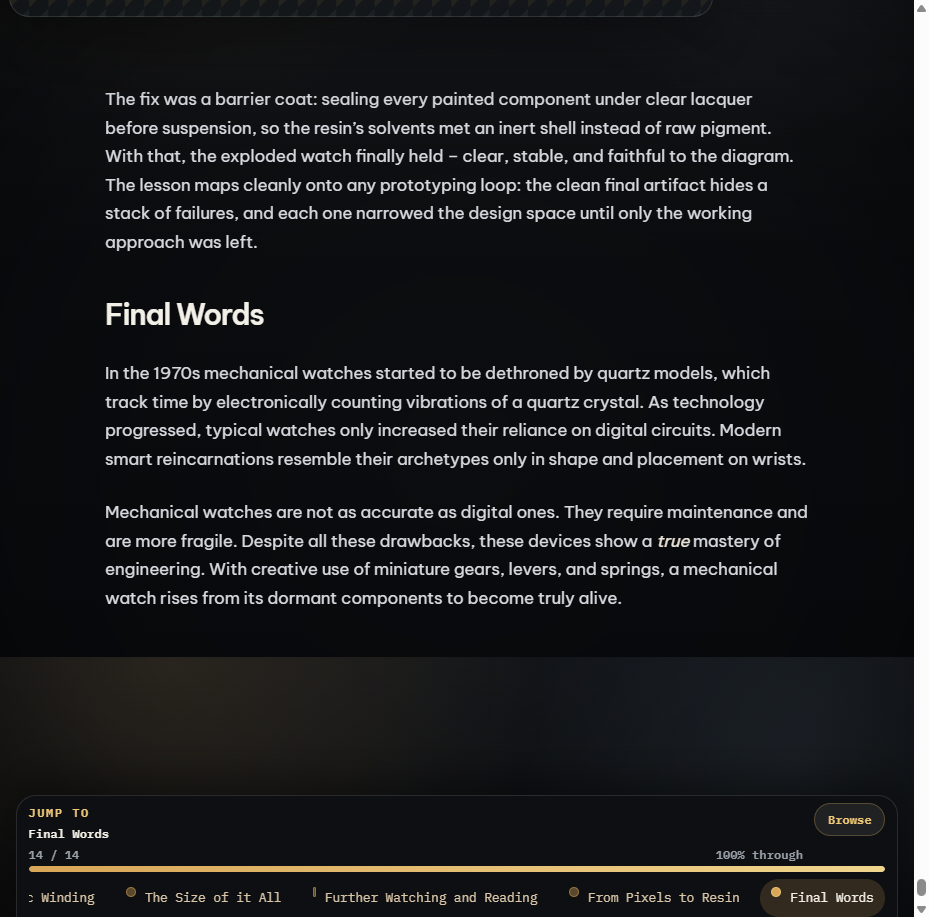 The fix was a barrier coat: sealing every painted component under clear lacquer
before suspension, so the resin’s solvents met an inert shell instead of raw pigment.
With that, the exploded watch finally held – clear, stable, and faithful to the diagram.
The lesson maps cleanly onto any prototyping loop: the clean final artifact hides a
stack of failures, and each one narrowed the design space until only the working
approach was left.
Final Words
In the 1970s mechanical watches started to be dethroned by quartz models, which
track time by electronically counting vibrations of a quartz crystal. As technology
progressed, typical watches only increased their reliance on digital circuits. Modern
smart reincarnations resemble their archetypes only in shape and placement on wrists.
Mechanical watches are not as accurate as digital ones. They require maintenance and
are more fragile. Despite all these drawbacks, these devices show a true mastery of
engineering. With creative use of miniature gears, levers, and springs, a mechanical
watch rises from its dormant components to become truly alive.
JUMP TO
Browse
Final Words
14 / 14
100% through
c Winding
The Size of it All
Further Watching and Reading
From Pixels to Resin
Final Words